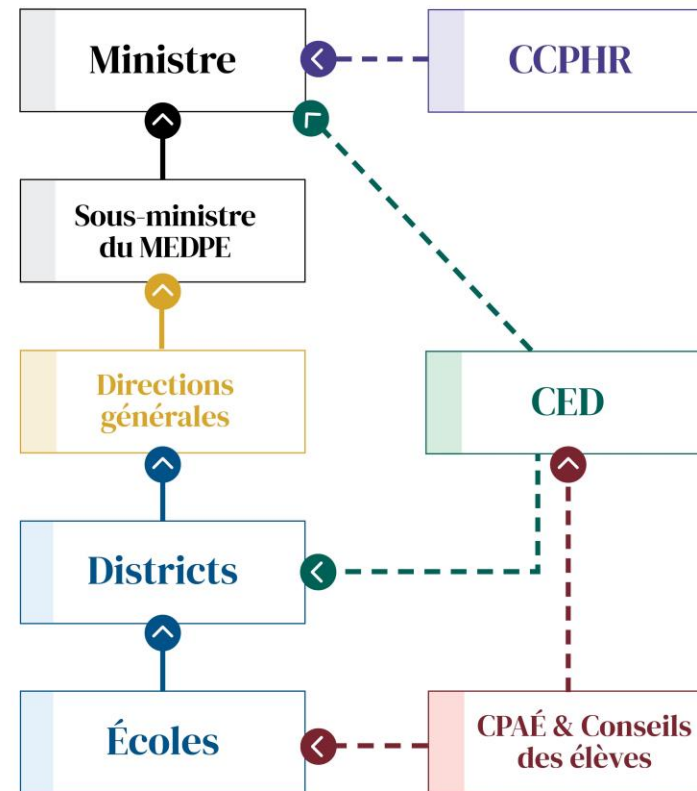 Ministre
CCPHR
Sous-ministre
du MEDPE
Directions
générales
CED
Districts
Écoles
CPAÉ & Conseils
des élèves